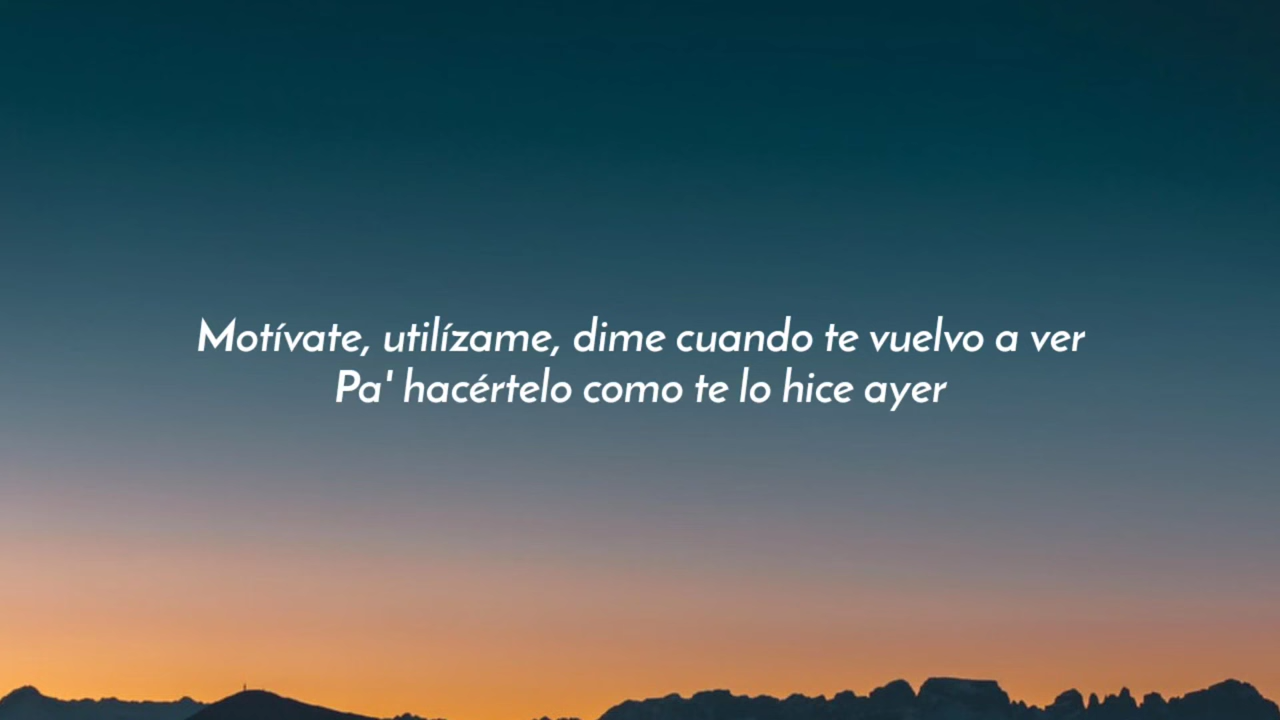 Motívate, utilízame, dime cuando te vuelvo a ver
Pa' hacértelo como te lo hice ayer